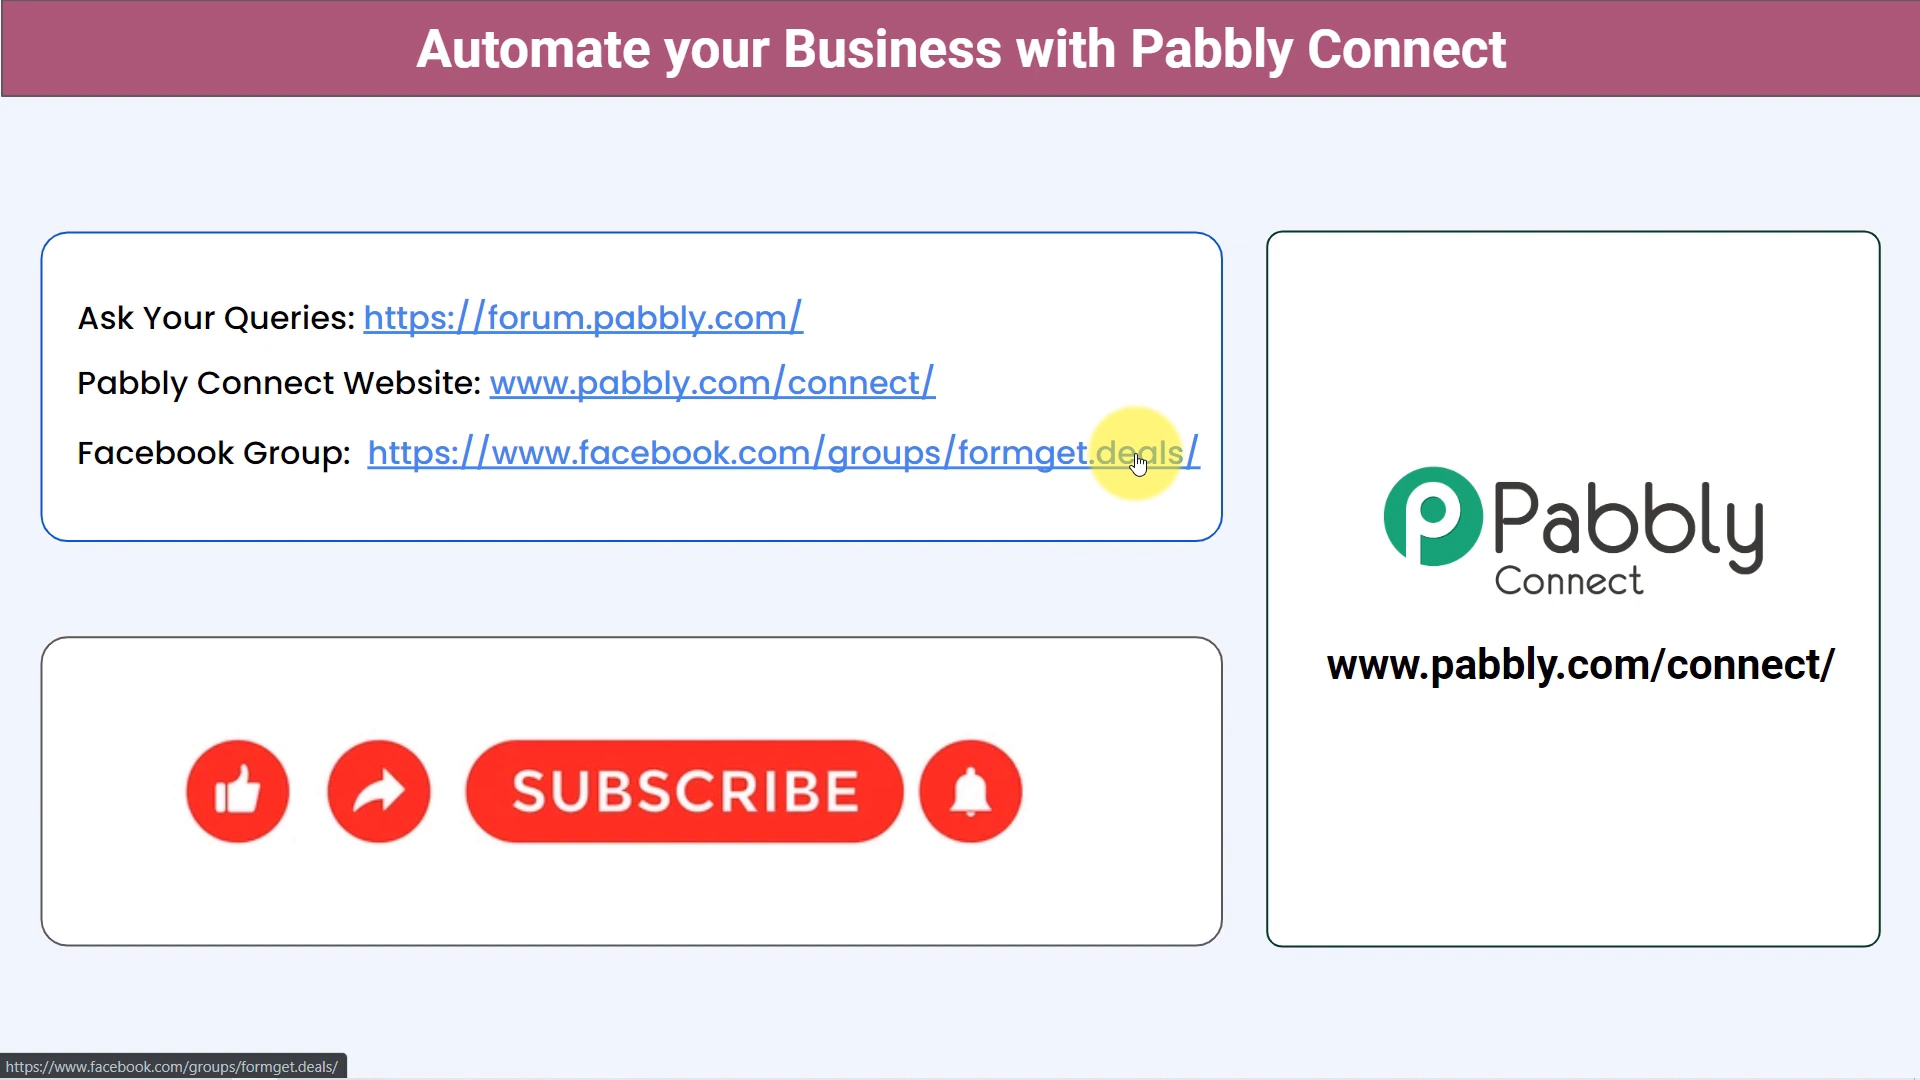 Automate your Business with Pabbly Connect
Ask Your Queries: https://forum.pabbly.com/
Pabbly Connect Website: www.pabbly.com/connect/
Facebook Group: https://www.facebook.com/groups/formget.deals/
Pabbly
Connect
www.pabbly.com/connect/
SUBSCRIBE
https://www.facebook.com/groups/formget.deals/